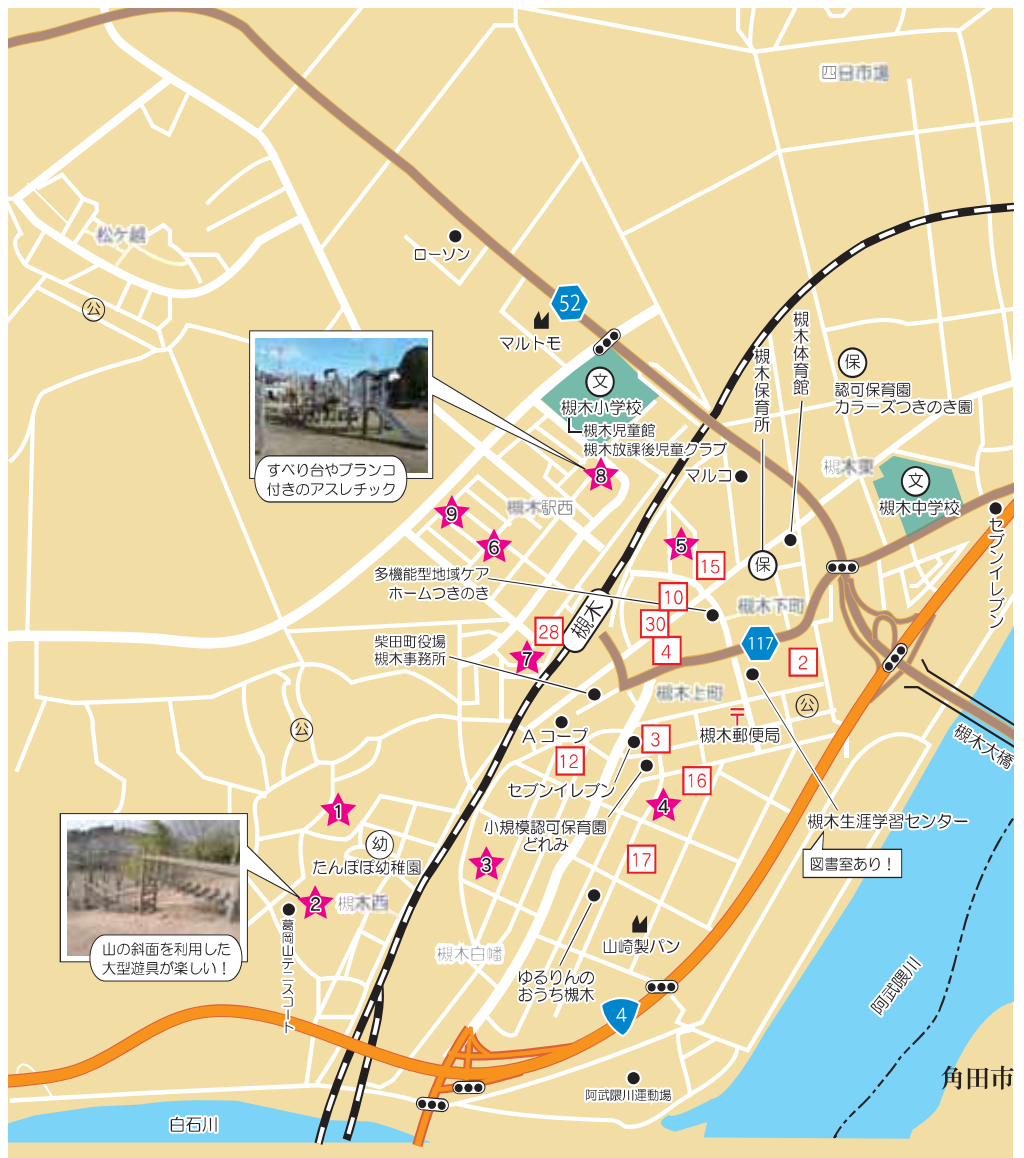 四日市場
松ケ越
ローソン
公
52
マルトモ
文
槻木小学校
槻木児童館
槻木放課後児童クラブ
すべり台やブランコ
付きのアスレチック
8
槻木体育館
槻木保育所
保
認可保育園
カラーズつきのき園
マルコ
槻木東
文
槻木中学校
セブンイレブン
槻木駅西
9
6
5
15
保
多機能型地域ケア
ホームつきのき
10
30
4
槻木下町
117
2
槻木
28
7
柴田町役場
槻木事務所
槻木上町
公
公
Aコープ
12
セブンイレブン
3
〒
槻木郵便局
槻木大橋
16
4
小規模認可保育園
どれみ
槻木生涯学習センター
図書室あり!
1
幼
たんぽぽ幼稚園
3
17
2
槻木西
山の斜面を利用した
大型遊具が楽しい!
葛岡山テニスコート
槻木白幡
山崎製パン
ゆるりんの
おうち槻木
4
阿武隈川
角田市
阿武隈川運動場
白石川